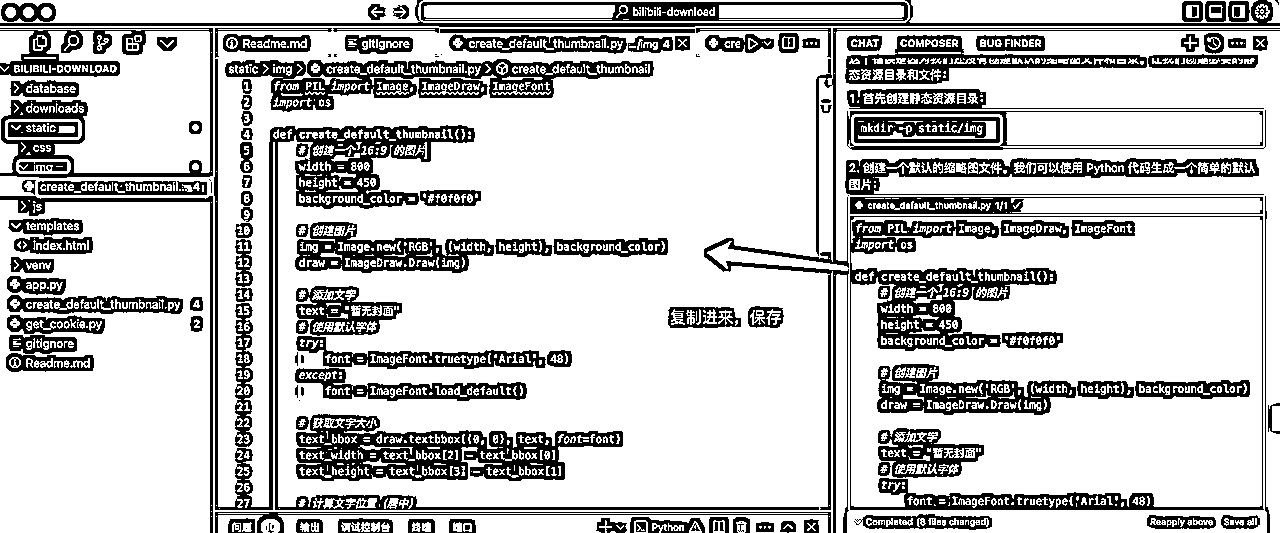 bilibili-download
BILIBILI-DOWNLOAD
database
downloads
static
css
img
create_default_thumbnail... 4
js
templates
index.html
venv
app.py
create_default_thumbnail.py 4
get_cookie.py 2
gitignore
Readme.md
Readme.md gitignore create_default_thumbnail.py .../img 4 cre
static > img > create_default_thumbnail.py > create_default_thumbnail
1 from PIL import Image, ImageDraw, ImageFont
2 import os
3
4 def create_default_thumbnail():
5 # 创建一个 16:9 的图片
6 width = 800
7 height = 450
8 background_color = '#f0f0f0'
9
10 # 创建图片
11 img = Image.new('RGB', (width, height), background_color)
12 draw = ImageDraw.Draw(img)
13
14 # 添加文字
15 text = "暂无封面"
16 # 使用默认字体
17 try:
18 font = ImageFont.truetype('Arial', 48)
19 except:
20 font = ImageFont.load_default()
21
22 # 获取文字大小
23 text_bbox = draw.textbbox((0, 0), text, font=font)
24 text_width = text_bbox[2] - text_bbox[0]
25 text_height = text_bbox[3] - text_bbox[1]
26
27 # 计算文字位置（居中）
复制进来，保存
问题 输出 调试控制台 终端 端口 Python
CHAT COMPOSER BUG FINDER
态资源目录和文件：
1. 首先创建静态资源目录：
mkdir -p static/img
2. 创建一个默认的缩略图文件。我们可以使用 Python 代码生成一个简单的默认
图片：
create_default_thumbnail.py 1/1
from PIL import Image, ImageDraw, ImageFont
import os
def create_default_thumbnail():
# 创建一个 16:9 的图片
width = 800
height = 450
background_color = '#f0f0f0'
# 创建图片
img = Image.new('RGB', (width, height), background_color)
draw = ImageDraw.Draw(img)
# 添加文字
text = "暂无封面"
# 使用默认字体
try:
font = ImageFont.truetype('Arial', 48)
Completed (8 files changed) Reapply above Save all